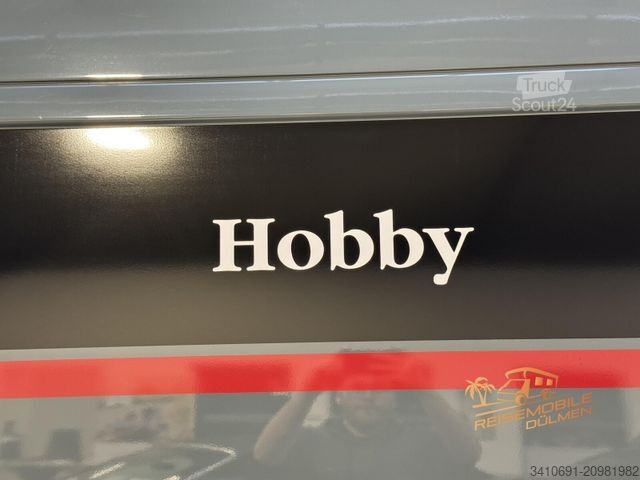 Truck
Scout24
Hobby
REISEMOBILE
DÜLMEN
3410691-20981982